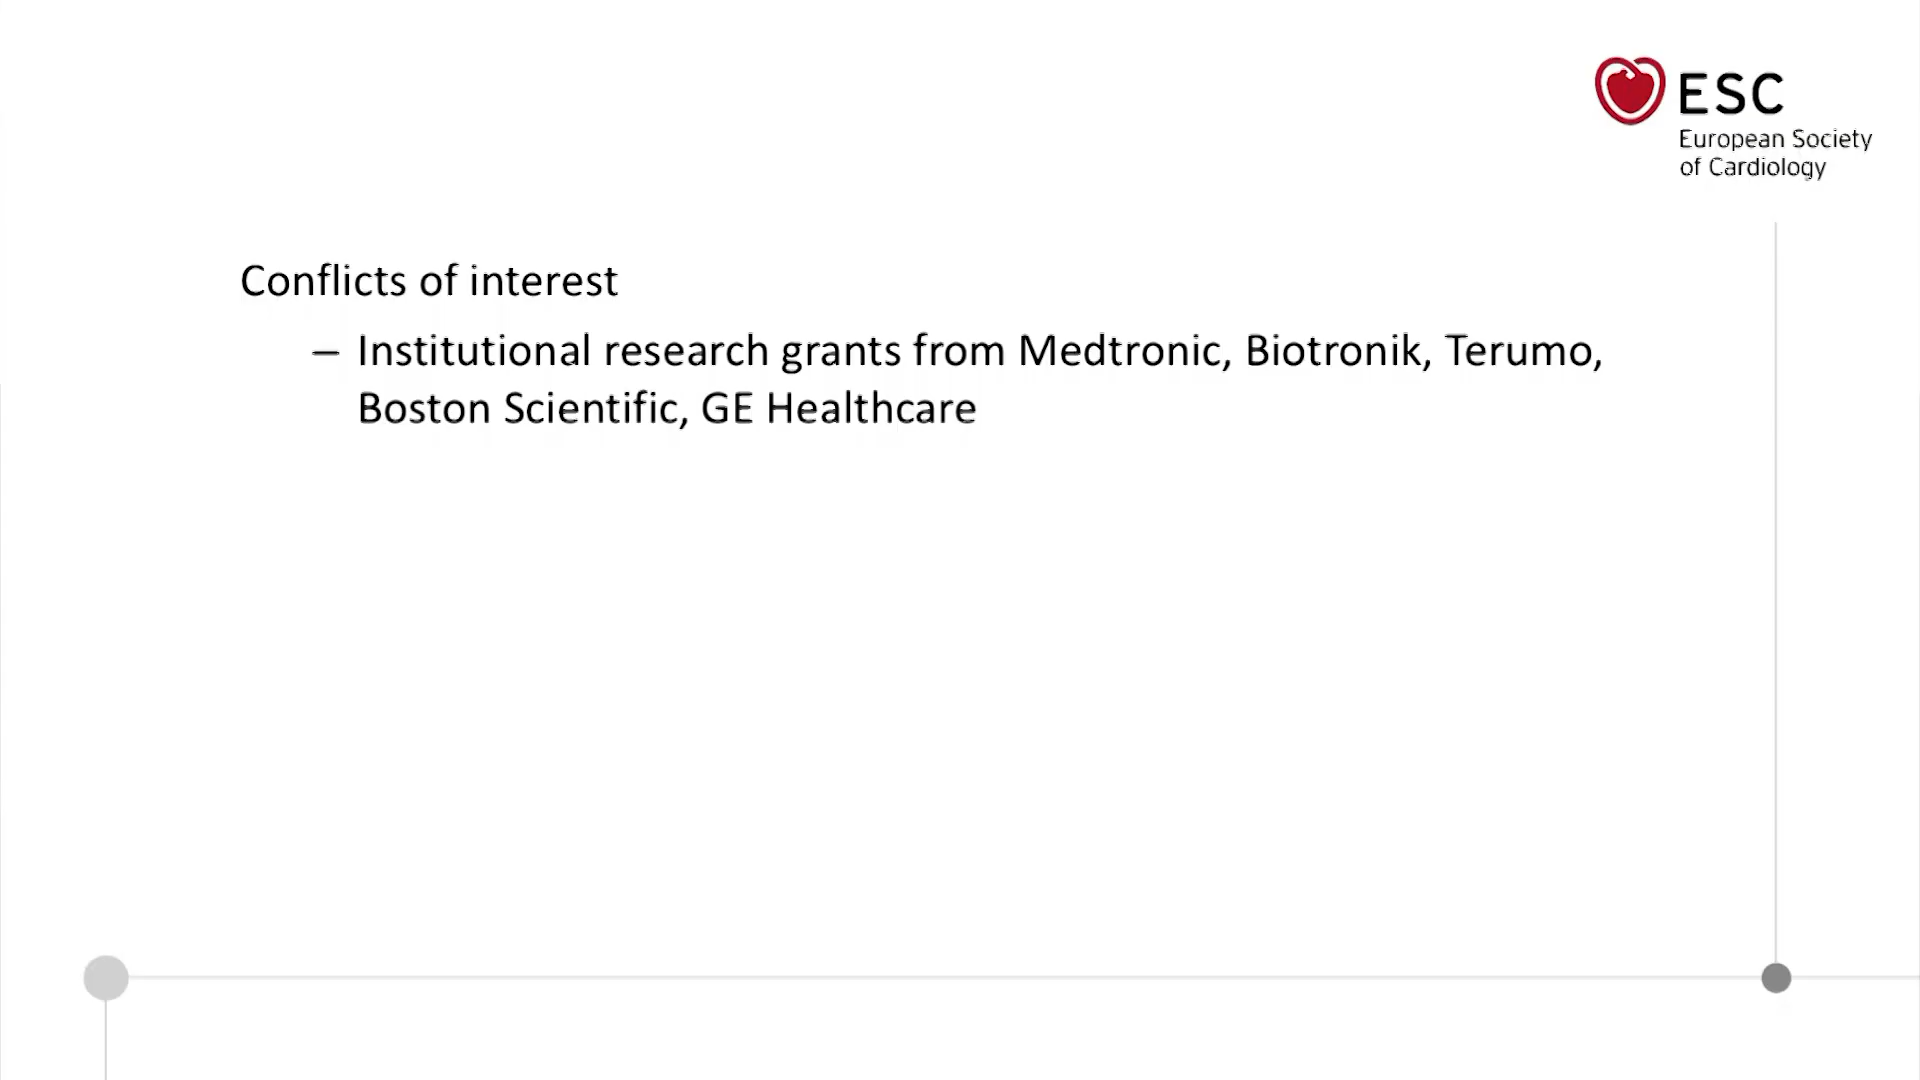 ESC
European Society
of Cardiology
Conflicts of interest
– Institutional research grants from Medtronic, Biotronik, Terumo,
Boston Scientific, GE Healthcare